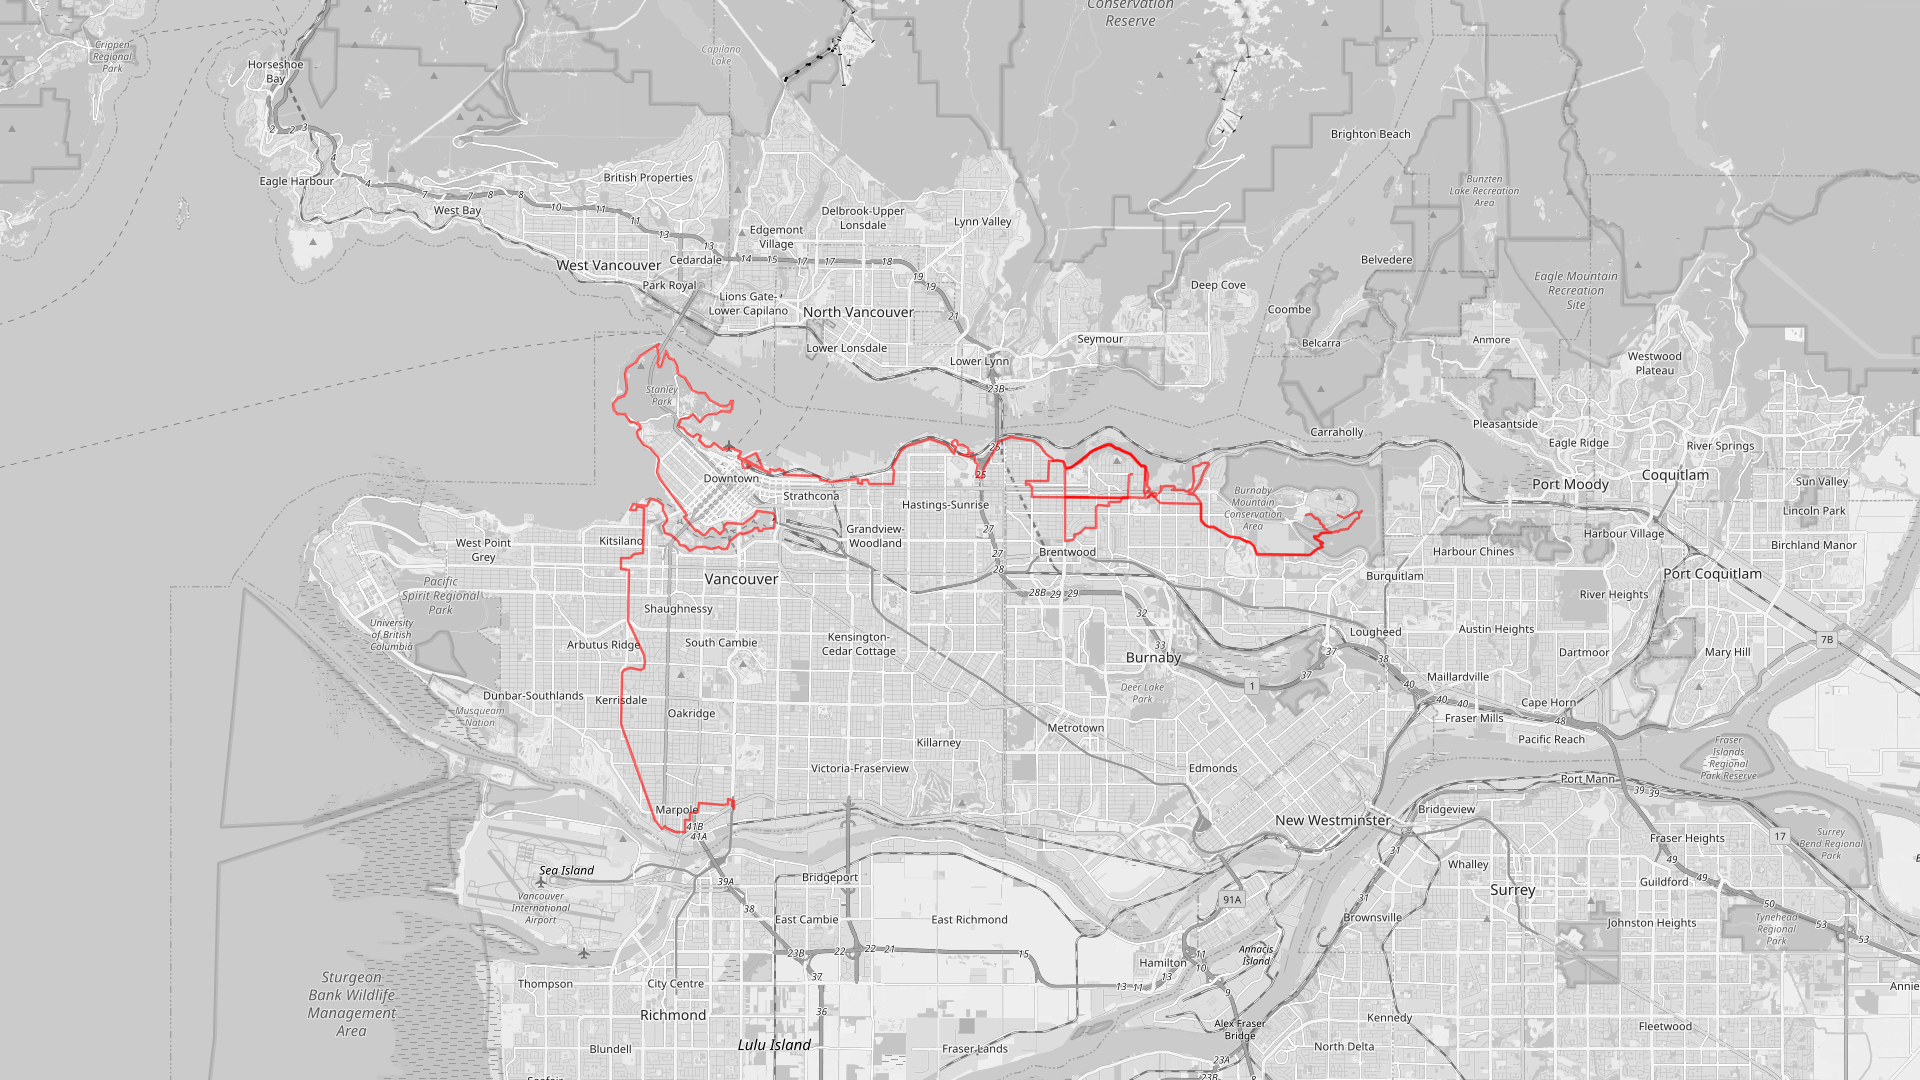 Conservation
Reserve
Crippen
Regional
Park
Capilano
Lake
Horseshoe
Bay
2
2
3
4
Brighton Beach
Eagle Harbour
4
7
7
8
8
10
11
11
13
13
British Properties
West Bay
Delbrook-Upper
Lonsdale
Lynn Valley
Edgemont
Village
Bunzten
Lake Recreation
Area
West Vancouver
Cedardale
14
15
17
17
18
19
19
21
Belvedere
Park Royal
Lions Gate-
Lower Capilano
North Vancouver
Deep Cove
Coombe
Eagle Mountain
Recreation
Site
Lower Lonsdale
Lower Lynn
Seymour
Belcarra
Anmore
Westwood
Plateau
23B
Stanley
Park
Pleasantside
Carraholly
Eagle Ridge
River Springs
25
26
Downtown
Strathcona
Hastings-Sunrise
Burnaby
Mountain
Conservation
Area
Port Moody
Coquitlam
Sun Valley
Lincoln Park
West Point
Grey
Kitsilano
Grandview-
Woodland
27
27
28
Brentwood
Harbour Chines
Harbour Village
Birchland Manor
Pacific
Spirit Regional
Park
Vancouver
Burquitlam
Port Coquitlam
28B
29
29
River Heights
University
of British
Columbia
Shaughnessy
32
33
Arbutus Ridge
South Cambie
Kensington-
Cedar Cottage
Burnaby
Lougheed
Austin Heights
7B
37
38
37
1
Dartmoor
Mary Hill
Maillardville
Deer Lake
Park
Dunbar-Southlands
Kerrisdale
Musqueam
Nation
Oakridge
40
40
40
Cape Horn
Fraser Mills
48
Metrotown
Killarney
Pacific Reach
Fraser
Islands
Regional
Park Reserve
Victoria-Fraserview
Edmonds
Port Mann
39
39
Marpole
41B
41A
New Westminster
Bridgeview
Fraser Heights
17
Surrey
Bend Regional
Park
31
Sea Island
Vancouver
International
Airport
39A
38
Bridgeport
Whalley
49
Guildford
49
Surrey
50
53
53
91A
31
East Cambie
East Richmond
Brownsville
Johnston Heights
Tynehead
Regional
Park
23B
22
22
21
15
37
Annacis
Island
11
10
Hamilton
13
13
11
9
Sturgeon
Bank Wildlife
Management
Area
Thompson
City Centre
Richmond
36
Annie
Kennedy
Fleetwood
Alex Fraser
Bridge
Lulu Island
Blundell
Fraser Lands
North Delta
23A
23B
8